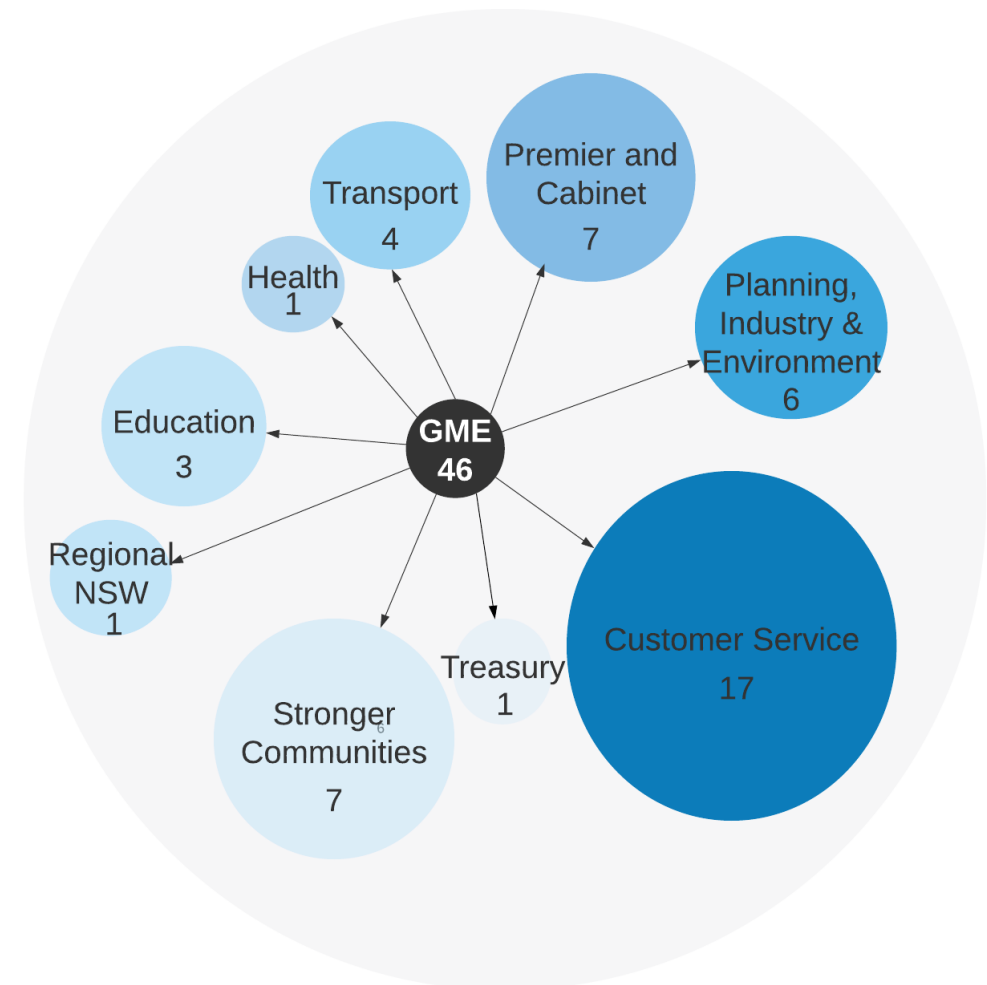 Premier and
Cabinet
7
Transport
4
Health
1
Planning,
Industry &
Environment
6
Education
3
GME
46
Regional
NSW
1
Customer Service
17
Treasury
1
Stronger
6
Communities
7